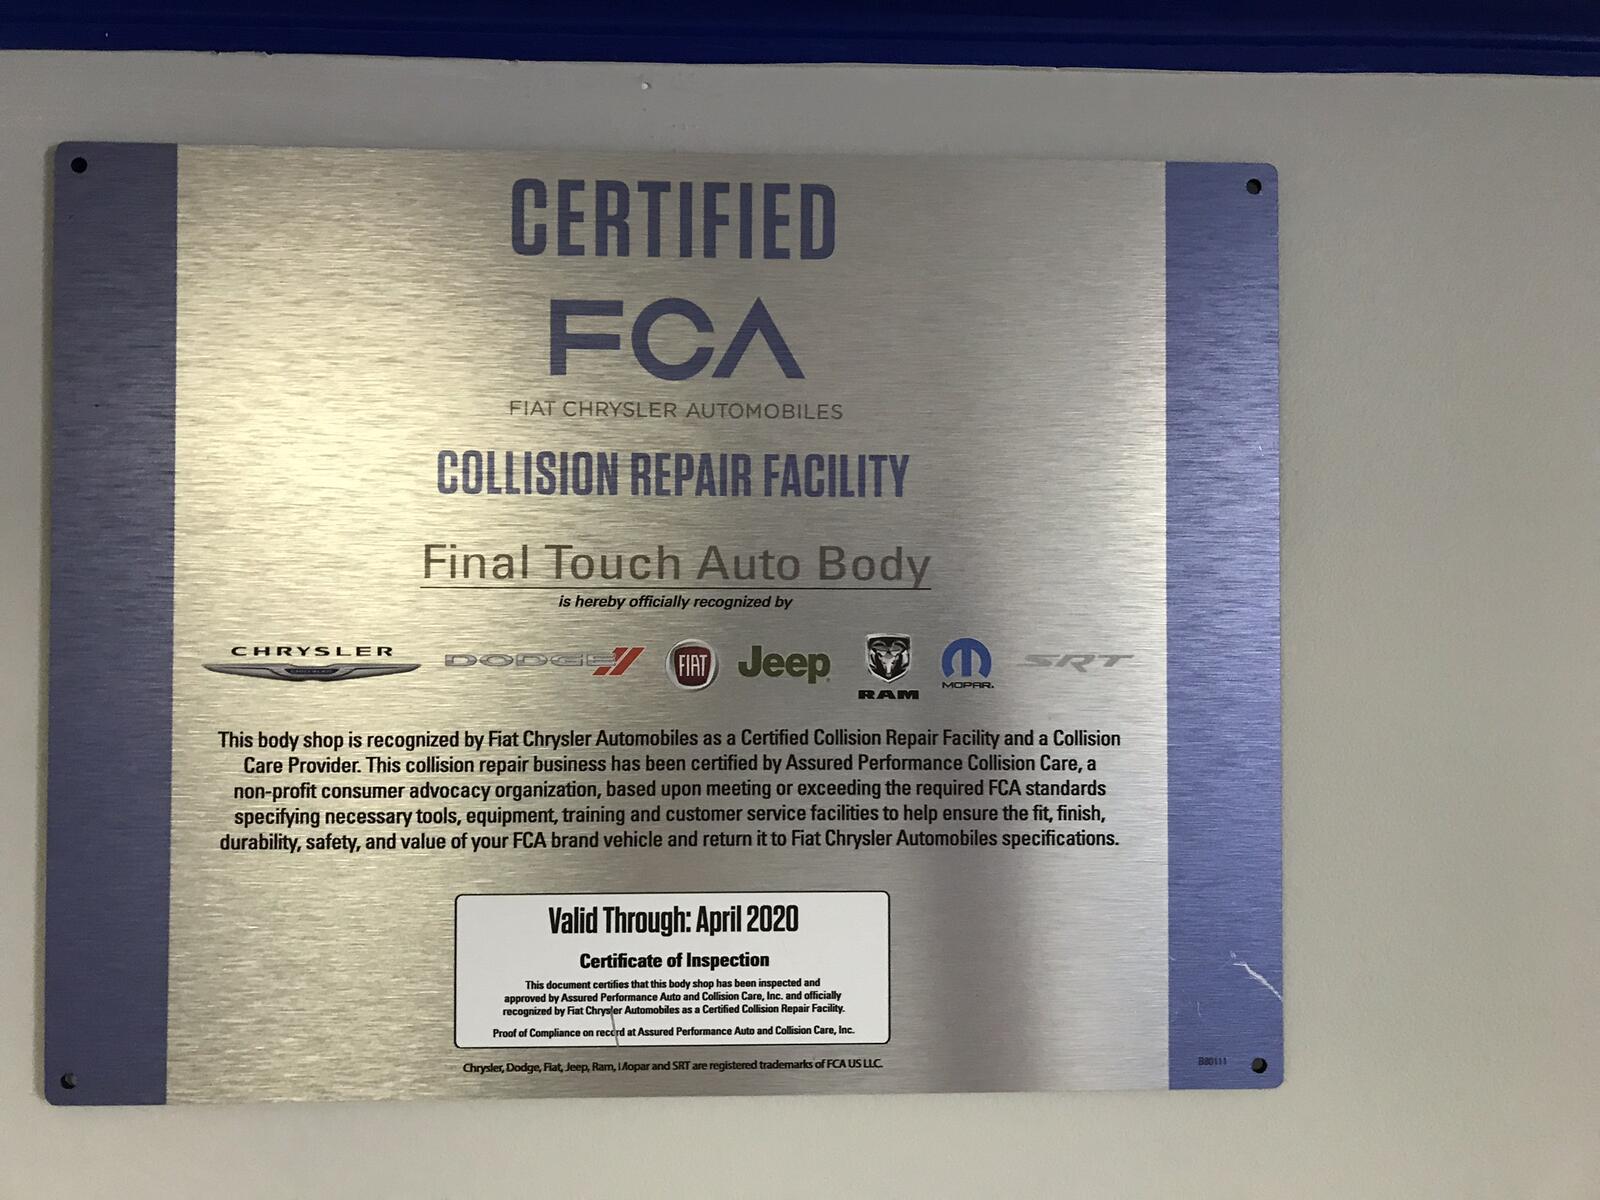 CERTIFIED
FCA
FIAT CHRYSLER AUTOMOBILES
COLLISION REPAIR FACILITY
Final Touch Auto Body
is hereby officially recognized by
CHRYSLER DODGE FIAT Jeep RAM MOPAR SRT
This body shop is recognized by Fiat Chrysler Automobiles as a Certified Collision Repair Facility and a Collision
Care Provider. This collision repair business has been certified by Assured Performance Collision Care, a
non-profit consumer advocacy organization, based upon meeting or exceeding the required FCA standards
specifying necessary tools, equipment, training and customer service facilities to help ensure the fit, finish,
durability, safety, and value of your FCA brand vehicle and return it to Fiat Chrysler Automobiles specifications.
Valid Through: April 2020
Certificate of Inspection
This document certifies that this body shop has been inspected and
approved by Assured Performance Auto and Collision Care, Inc. and officially
recognized by Fiat Chrysler Automobiles as a Certified Collision Repair Facility.
Proof of Compliance on record at Assured Performance Auto and Collision Care, Inc.
Chrysler, Dodge, Fiat, Jeep, Ram, Mopar and SRT are registered trademarks of FCA US LLC.